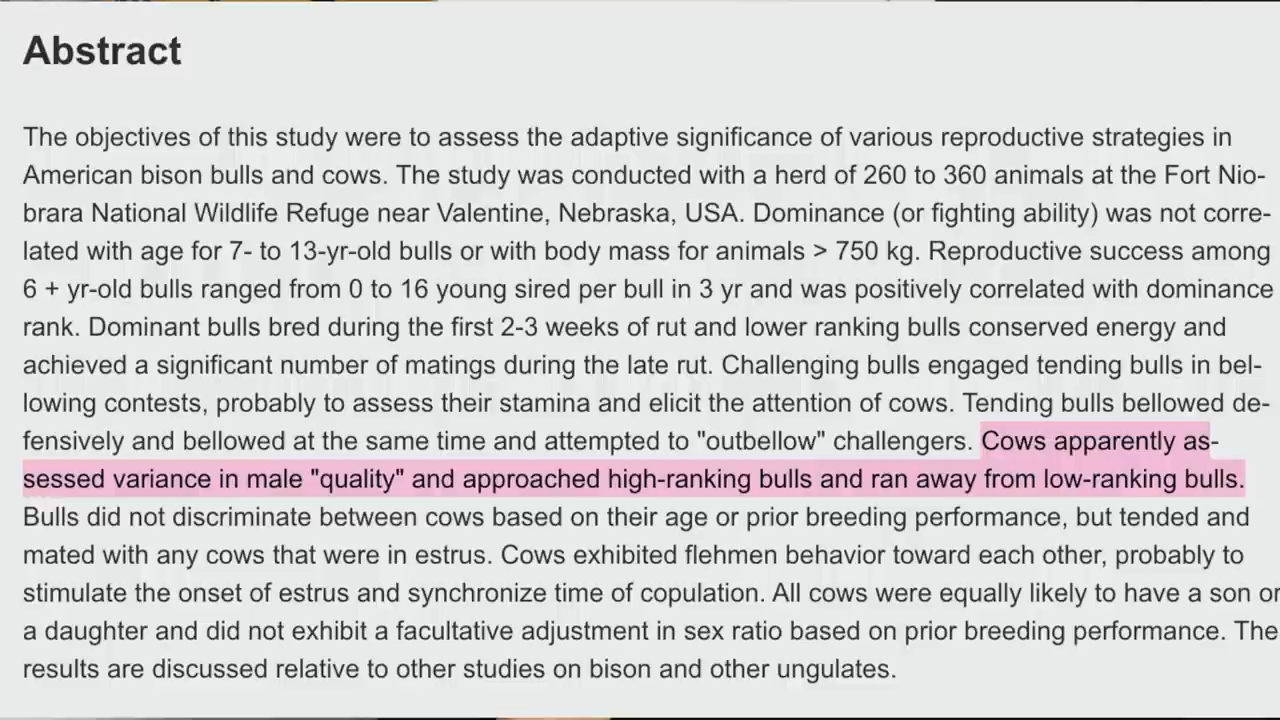 Abstract
The objectives of this study were to assess the adaptive significance of various reproductive strategies in
American bison bulls and cows. The study was conducted with a herd of 260 to 360 animals at the Fort Nio-
brara National Wildlife Refuge near Valentine, Nebraska, USA. Dominance (or fighting ability) was not corre-
lated with age for 7- to 13-yr-old bulls or with body mass for animals > 750 kg. Reproductive success among
6 + yr-old bulls ranged from 0 to 16 young sired per bull in 3 yr and was positively correlated with dominance
rank. Dominant bulls bred during the first 2-3 weeks of rut and lower ranking bulls conserved energy and
achieved a significant number of matings during the late rut. Challenging bulls engaged tending bulls in bel-
lowing contests, probably to assess their stamina and elicit the attention of cows. Tending bulls bellowed de-
fensively and bellowed at the same time and attempted to "outbellow" challengers. Cows apparently as-
sessed variance in male "quality" and approached high-ranking bulls and ran away from low-ranking bulls.
Bulls did not discriminate between cows based on their age or prior breeding performance, but tended and
mated with any cows that were in estrus. Cows exhibited flehmen behavior toward each other, probably to
stimulate the onset of estrus and synchronize time of copulation. All cows were equally likely to have a son or
a daughter and did not exhibit a facultative adjustment in sex ratio based on prior breeding performance. The
results are discussed relative to other studies on bison and other ungulates.